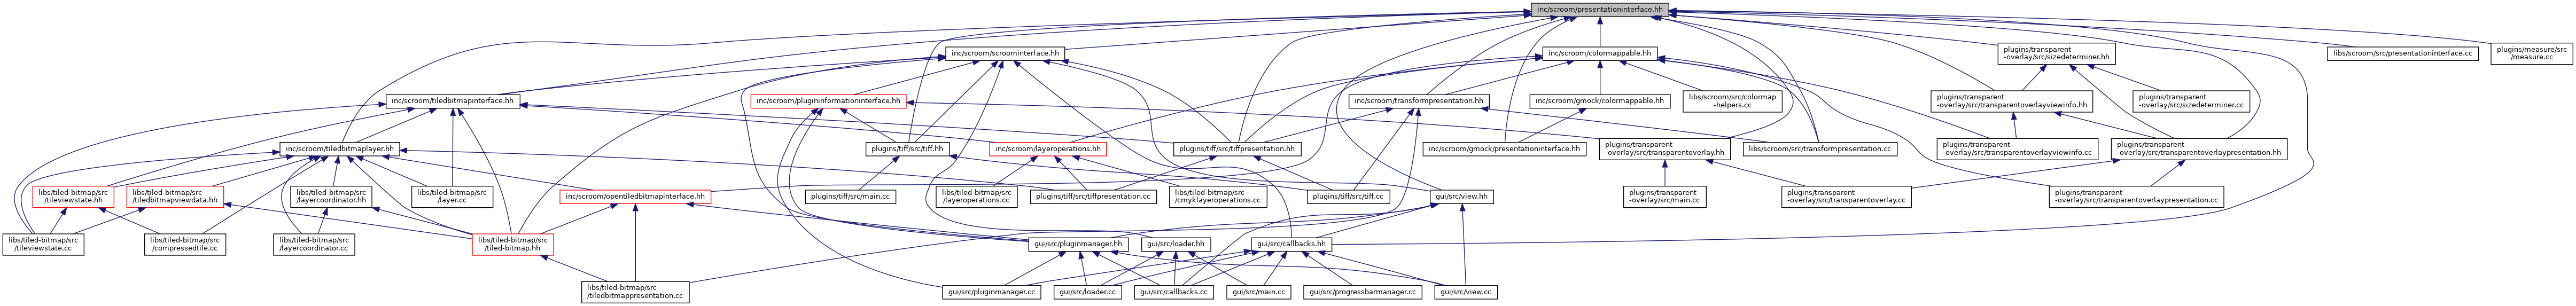 inc/scroom/presentationinterface.hh
inc/scroom/scroominterface.hh
inc/scroom/colormappable.hh
plugins/transparent
-overlay/src/sizedeterminer.hh
libs/scroom/src/presentationinterface.cc
plugins/measure/src
/measure.cc
inc/scroom/tiledbitmapinterface.hh
inc/scroom/plugininformationinterface.hh
inc/scroom/transformpresentation.hh
inc/scroom/gmock/colormappable.hh
libs/scroom/src/colormap
-helpers.cc
plugins/transparent
-overlay/src/transparentoverlayviewinfo.hh
plugins/transparent
-overlay/src/sizedeterminer.cc
inc/scroom/tiledbitmaplayer.hh
plugins/tiff/src/tiff.hh
inc/scroom/layeroperations.hh
plugins/tiff/src/tiffpresentation.hh
inc/scroom/gmock/presentationinterface.hh
plugins/transparent
-overlay/src/transparentoverlay.hh
libs/scroom/src/transformpresentation.cc
plugins/transparent
-overlay/src/transparentoverlayviewinfo.cc
plugins/transparent
-overlay/src/transparentoverlaypresentation.hh
libs/tiled-bitmap/src
/tileviewstate.hh
libs/tiled-bitmap/src
/tiledbitmapviewdata.hh
libs/tiled-bitmap/src
/layercoordinator.hh
libs/tiled-bitmap/src
/layer.cc
inc/scroom/opentiledbitmapinterface.hh
plugins/tiff/src/main.cc
libs/tiled-bitmap/src
/layeroperations.cc
plugins/tiff/src/tiffpresentation.cc
libs/tiled-bitmap/src
/cmyklayeroperations.cc
plugins/tiff/src/tiff.cc
gui/src/view.hh
plugins/transparent
-overlay/src/main.cc
plugins/transparent
-overlay/src/transparentoverlay.cc
plugins/transparent
-overlay/src/transparentoverlaypresentation.cc
libs/tiled-bitmap/src
/tileviewstate.cc
libs/tiled-bitmap/src
/compressedtile.cc
libs/tiled-bitmap/src
/layercoordinator.cc
libs/tiled-bitmap/src
/tiled-bitmap.hh
gui/src/pluginmanager.hh
gui/src/loader.hh
gui/src/callbacks.hh
libs/tiled-bitmap/src
/tiledbitmappresentation.cc
gui/src/pluginmanager.cc
gui/src/loader.cc
gui/src/callbacks.cc
gui/src/main.cc
gui/src/progressbarmanager.cc
gui/src/view.cc